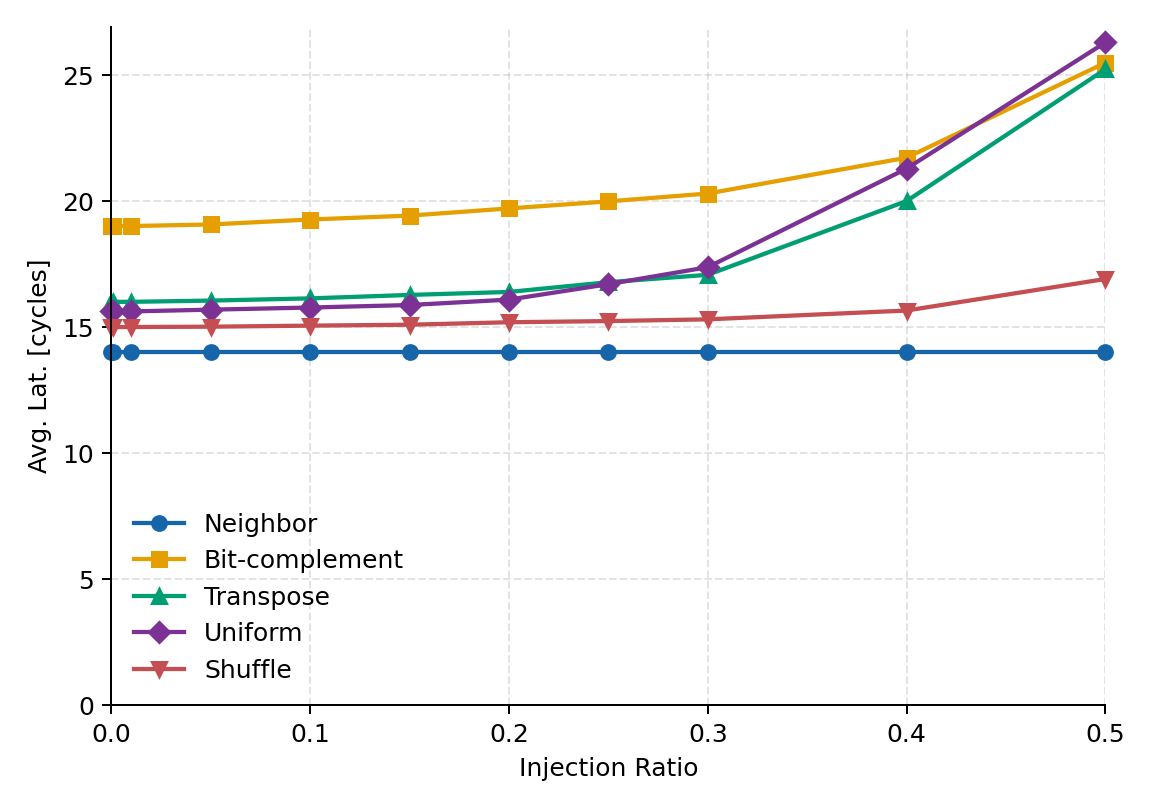 25
20
15
10
5
0
Avg. Lat. [cycles]
Neighbor
Bit-complement
Transpose
Uniform
Shuffle
0.0 0.1 0.2 0.3 0.4 0.5
Injection Ratio